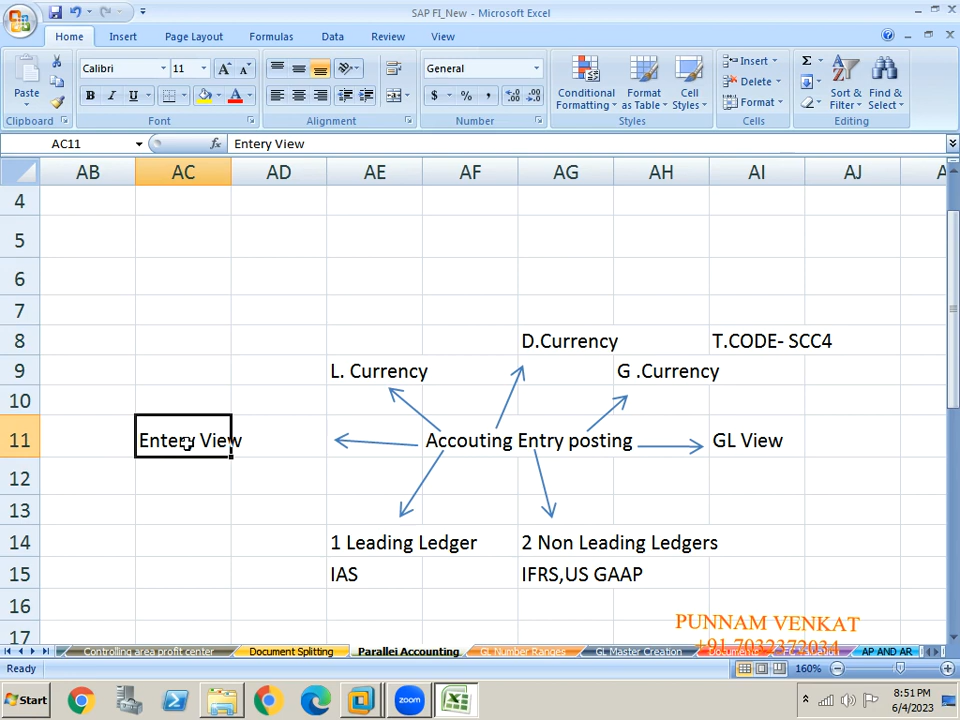 SAP FI_New - Microsoft Excel
Home Insert Page Layout Formulas Data Review View
Paste
Calibri 11
B I U
General
$ % ,
Conditional Formatting
Format as Table
Cell Styles
Insert
Delete
Format
Sort & Filter
Find & Select
Clipboard Font Alignment Number Styles Cells Editing
AC11 fx Entery View
AB AC AD AE AF AG AH AI AJ
4
5
6
7
8 D.Currency T.CODE- SCC4
9 L. Currency G .Currency
10
11 Entery View Accouting Entry posting GL View
12
13
14 1 Leading Ledger 2 Non Leading Ledgers
15 IAS IFRS,US GAAP
16
17
PUNNAM VENKAT
+91 7032372034
Controlling area profit center Document Splitting Parallei Accounting GL Number Ranges GL Master Creation AP AND AR
Ready 160%
Start zoom 8:51 PM
6/4/2023